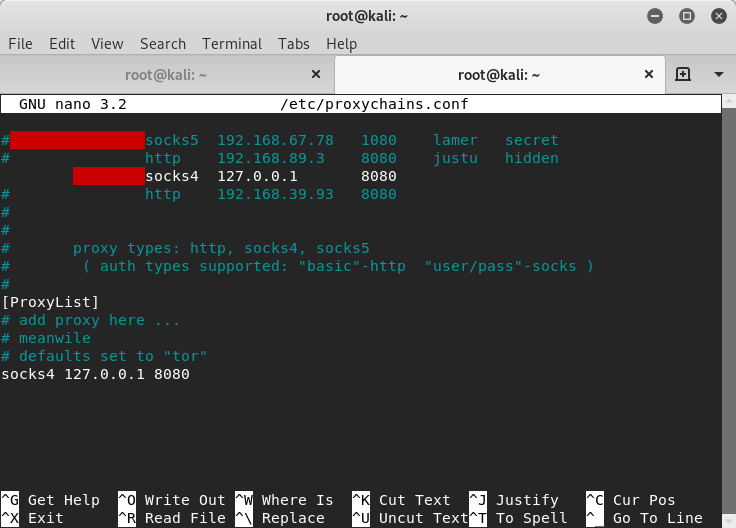 root@kali: ~
File Edit View Search Terminal Tabs Help
root@kali: ~ × root@kali: ~ ×
GNU nano 3.2 /etc/proxychains.conf
# socks5 192.168.67.78 1080 lamer secret
# http 192.168.89.3 8080 justu hidden
socks4 127.0.0.1 8080
# http 192.168.39.93 8080
#
#
# proxy types: http, socks4, socks5
# ( auth types supported: "basic"-http "user/pass"-socks )
#
[ProxyList]
# add proxy here ...
# meanwile
# defaults set to "tor"
socks4 127.0.0.1 8080
^G Get Help ^O Write Out ^W Where Is ^K Cut Text ^J Justify ^C Cur Pos
^X Exit ^R Read File ^\ Replace ^U Uncut Text ^T To Spell ^_ Go To Line